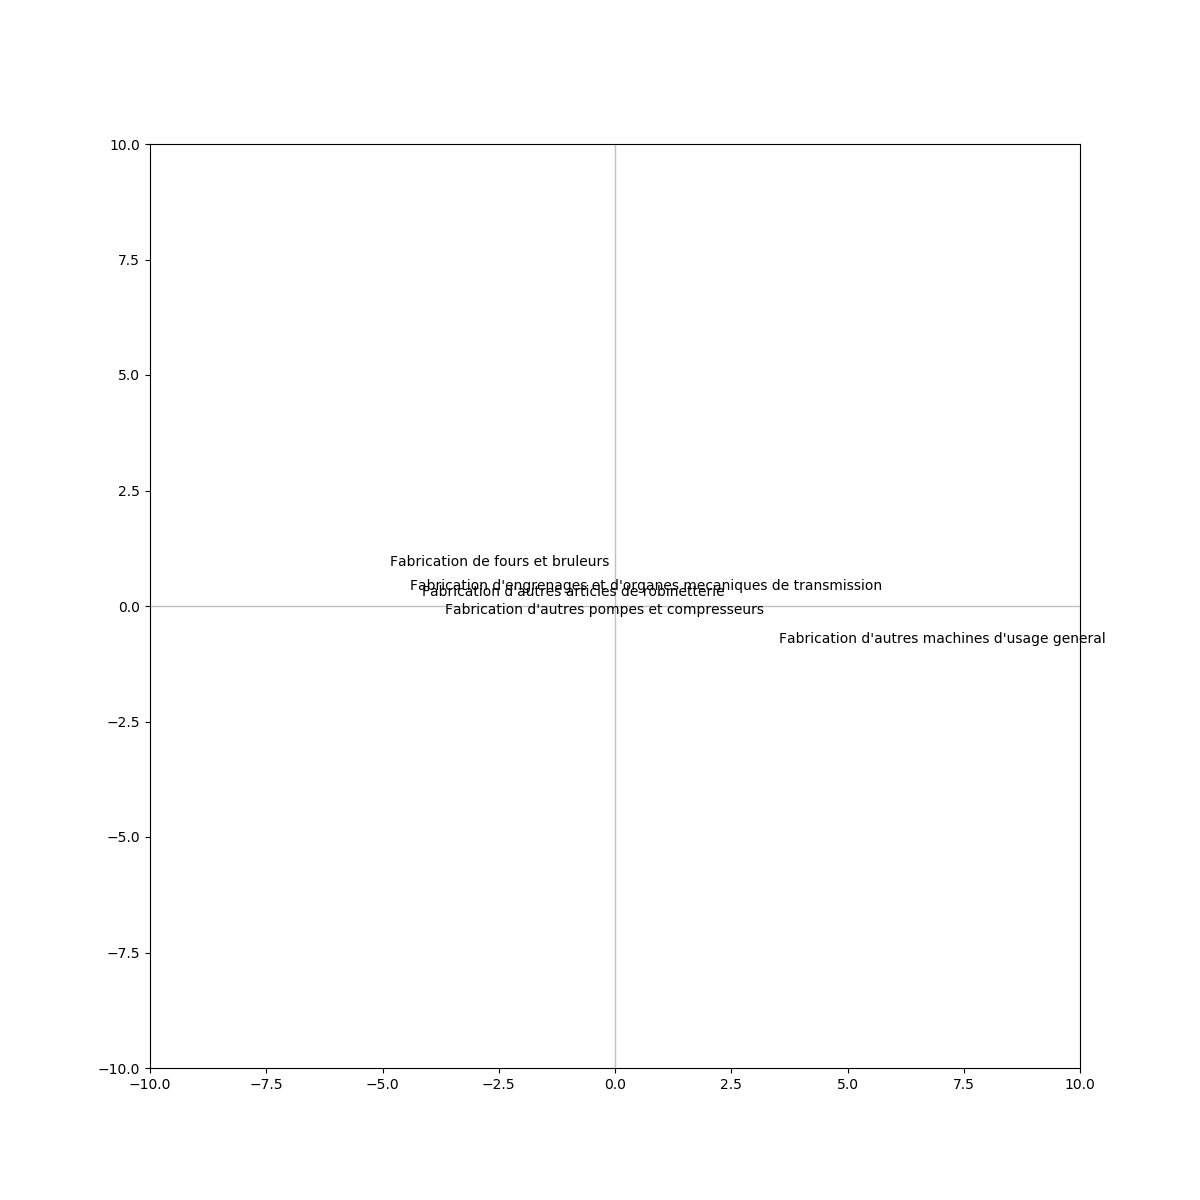 10.0
7.5
5.0
2.5
Fabrication de fours et bruleurs
Fabrication d'engrenages et d'organes mecaniques de transmission
Fabrication d'autres articles de robinetterie
0.0
Fabrication d'autres pompes et compresseurs
Fabrication d'autres machines d'usage general
−2.5
−5.0
−7.5
−10.0
−10.0 −7.5 −5.0 −2.5 0.0 2.5 5.0 7.5 10.0